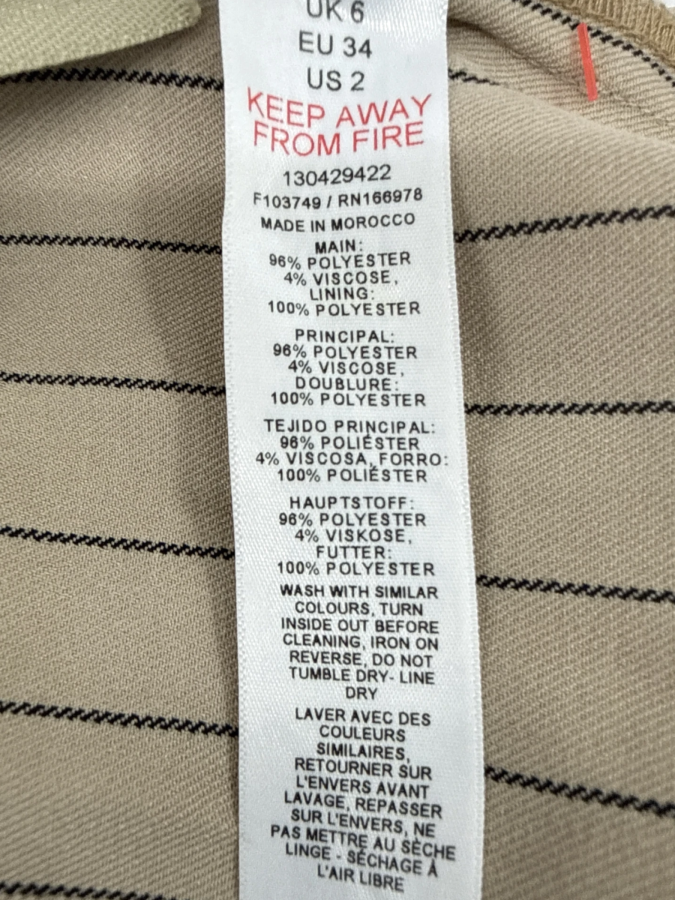 UK 6
EU 34
US 2
KEEP AWAY
FROM FIRE
130429422
F103749 / RN166978
MADE IN MOROCCO
MAIN:
96% POLYESTER
4% VISCOSE,
LINING:
100% POLYESTER
PRINCIPAL:
96% POLYESTER
4% VISCOSE,
DOUBLURE:
100% POLYESTER
TEJIDO PRINCIPAL:
96% POLIÉSTER
4% VISCOSA, FORRO:
100% POLIÉSTER
HAUPTSTOFF:
96% POLYESTER
4% VISKOSE,
FUTTER:
100% POLYESTER
WASH WITH SIMILAR
COLOURS, TURN
INSIDE OUT BEFORE
CLEANING, IRON ON
REVERSE, DO NOT
TUMBLE DRY- LINE
DRY
LAVER AVEC DES
COULEURS
SIMILAIRES,
RETOURNER SUR
L'ENVERS AVANT
LAVAGE, REPASSER
SUR L'ENVERS, NE
PAS METTRE AU SÈCHE
LINGE - SÉCHAGE À
L'AIR LIBRE